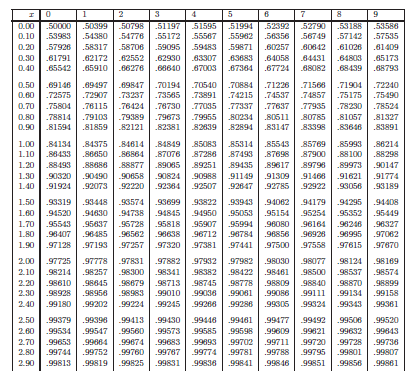 x 0 1 2 3 4 5 6 7 8 9
0.00 .50000 .50399 .50798 .51197 .51595 .51994 .52392 .52790 .53188 .53586
0.10 .53983 .54380 .54776 .55172 .55567 .55962 .56356 .56749 .57142 .57535
0.20 .57926 .58317 .58706 .59095 .59483 .59871 .60257 .60642 .61026 .61409
0.30 .61791 .62172 .62552 .62930 .63307 .63683 .64058 .64431 .64803 .65173
0.40 .65542 .65910 .66276 .66640 .67003 .67364 .67724 .68082 .68439 .68793
0.50 .69146 .69497 .69847 .70194 .70540 .70884 .71226 .71566 .71904 .72240
0.60 .72575 .72907 .73237 .73565 .73891 .74215 .74537 .74857 .75175 .75490
0.70 .75804 .76115 .76424 .76730 .77035 .77337 .77637 .77935 .78230 .78524
0.80 .78814 .79103 .79389 .79673 .79955 .80234 .80511 .80785 .81057 .81327
0.90 .81594 .81859 .82121 .82381 .82639 .82894 .83147 .83398 .83646 .83891
1.00 .84134 .84375 .84614 .84849 .85083 .85314 .85543 .85769 .85993 .86214
1.10 .86433 .86650 .86864 .87076 .87286 .87493 .87698 .87900 .88100 .88298
1.20 .88493 .88686 .88877 .89065 .89251 .89435 .89617 .89796 .89973 .90147
1.30 .90320 .90490 .90658 .90824 .90988 .91149 .91309 .91466 .91621 .91774
1.40 .91924 .92073 .92220 .92364 .92507 .92647 .92785 .92922 .93056 .93189
1.50 .93319 .93448 .93574 .93699 .93822 .93943 .94062 .94179 .94295 .94408
1.60 .94520 .94630 .94738 .94845 .94950 .95053 .95154 .95254 .95352 .95449
1.70 .95543 .95637 .95728 .95818 .95907 .95994 .96080 .96164 .96246 .96327
1.80 .96407 .96485 .96562 .96638 .96712 .96784 .96856 .96926 .96995 .97062
1.90 .97128 .97193 .97257 .97320 .97381 .97441 .97500 .97558 .97615 .97670
2.00 .97725 .97778 .97831 .97882 .97932 .97982 .98030 .98077 .98124 .98169
2.10 .98214 .98257 .98300 .98341 .98382 .98422 .98461 .98500 .98537 .98574
2.20 .98610 .98645 .98679 .98713 .98745 .98778 .98809 .98840 .98870 .98899
2.30 .98928 .98956 .98983 .99010 .99036 .99061 .99086 .99111 .99134 .99158
2.40 .99180 .99202 .99224 .99245 .99266 .99286 .99305 .99324 .99343 .99361
2.50 .99379 .99396 .99413 .99430 .99446 .99461 .99477 .99492 .99506 .99520
2.60 .99534 .99547 .99560 .99573 .99585 .99598 .99609 .99621 .99632 .99643
2.70 .99653 .99664 .99674 .99683 .99693 .99702 .99711 .99720 .99728 .99736
2.80 .99744 .99752 .99760 .99767 .99774 .99781 .99788 .99795 .99801 .99807
2.90 .99813 .99819 .99825 .99831 .99836 .99841 .99846 .99851 .99856 .99861